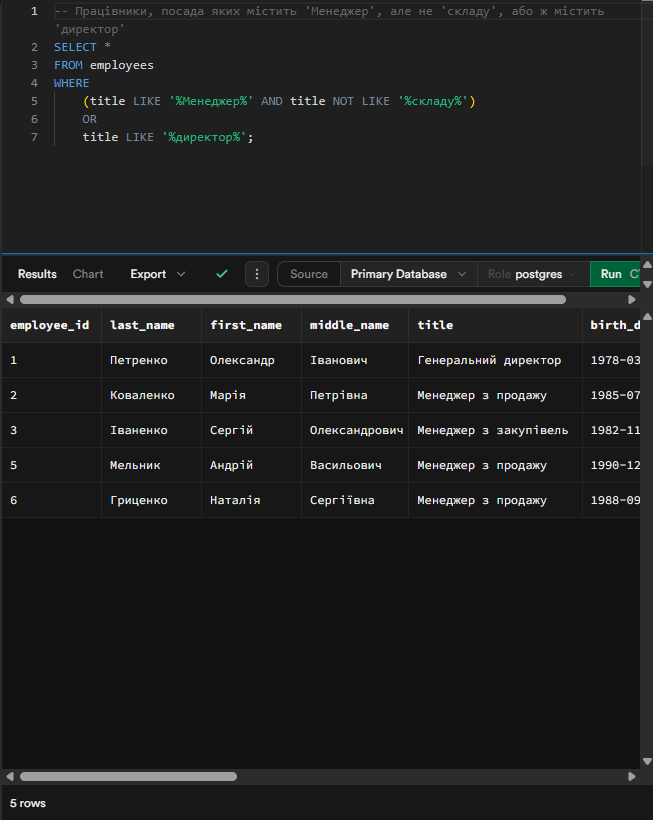 1 -- Працівники, посада яких містить 'Менеджер', але не 'складу', або ж містить
'директор'
2 SELECT *
3 FROM employees
4 WHERE
5 (title LIKE '%Менеджер%' AND title NOT LIKE '%складу%')
6 OR
7 title LIKE '%директор%';
Results Chart Export Source Primary Database Role postgres Run
employee_id last_name first_name middle_name title birth_d
1 Петренко Олександр Іванович Генеральний директор 1978-03
2 Коваленко Марія Петрівна Менеджер з продажу 1985-07
3 Іваненко Сергій Олександрович Менеджер з закупівель 1982-11
5 Мельник Андрій Васильович Менеджер з продажу 1990-12
6 Гриценко Наталія Сергіївна Менеджер з продажу 1988-09
5 rows